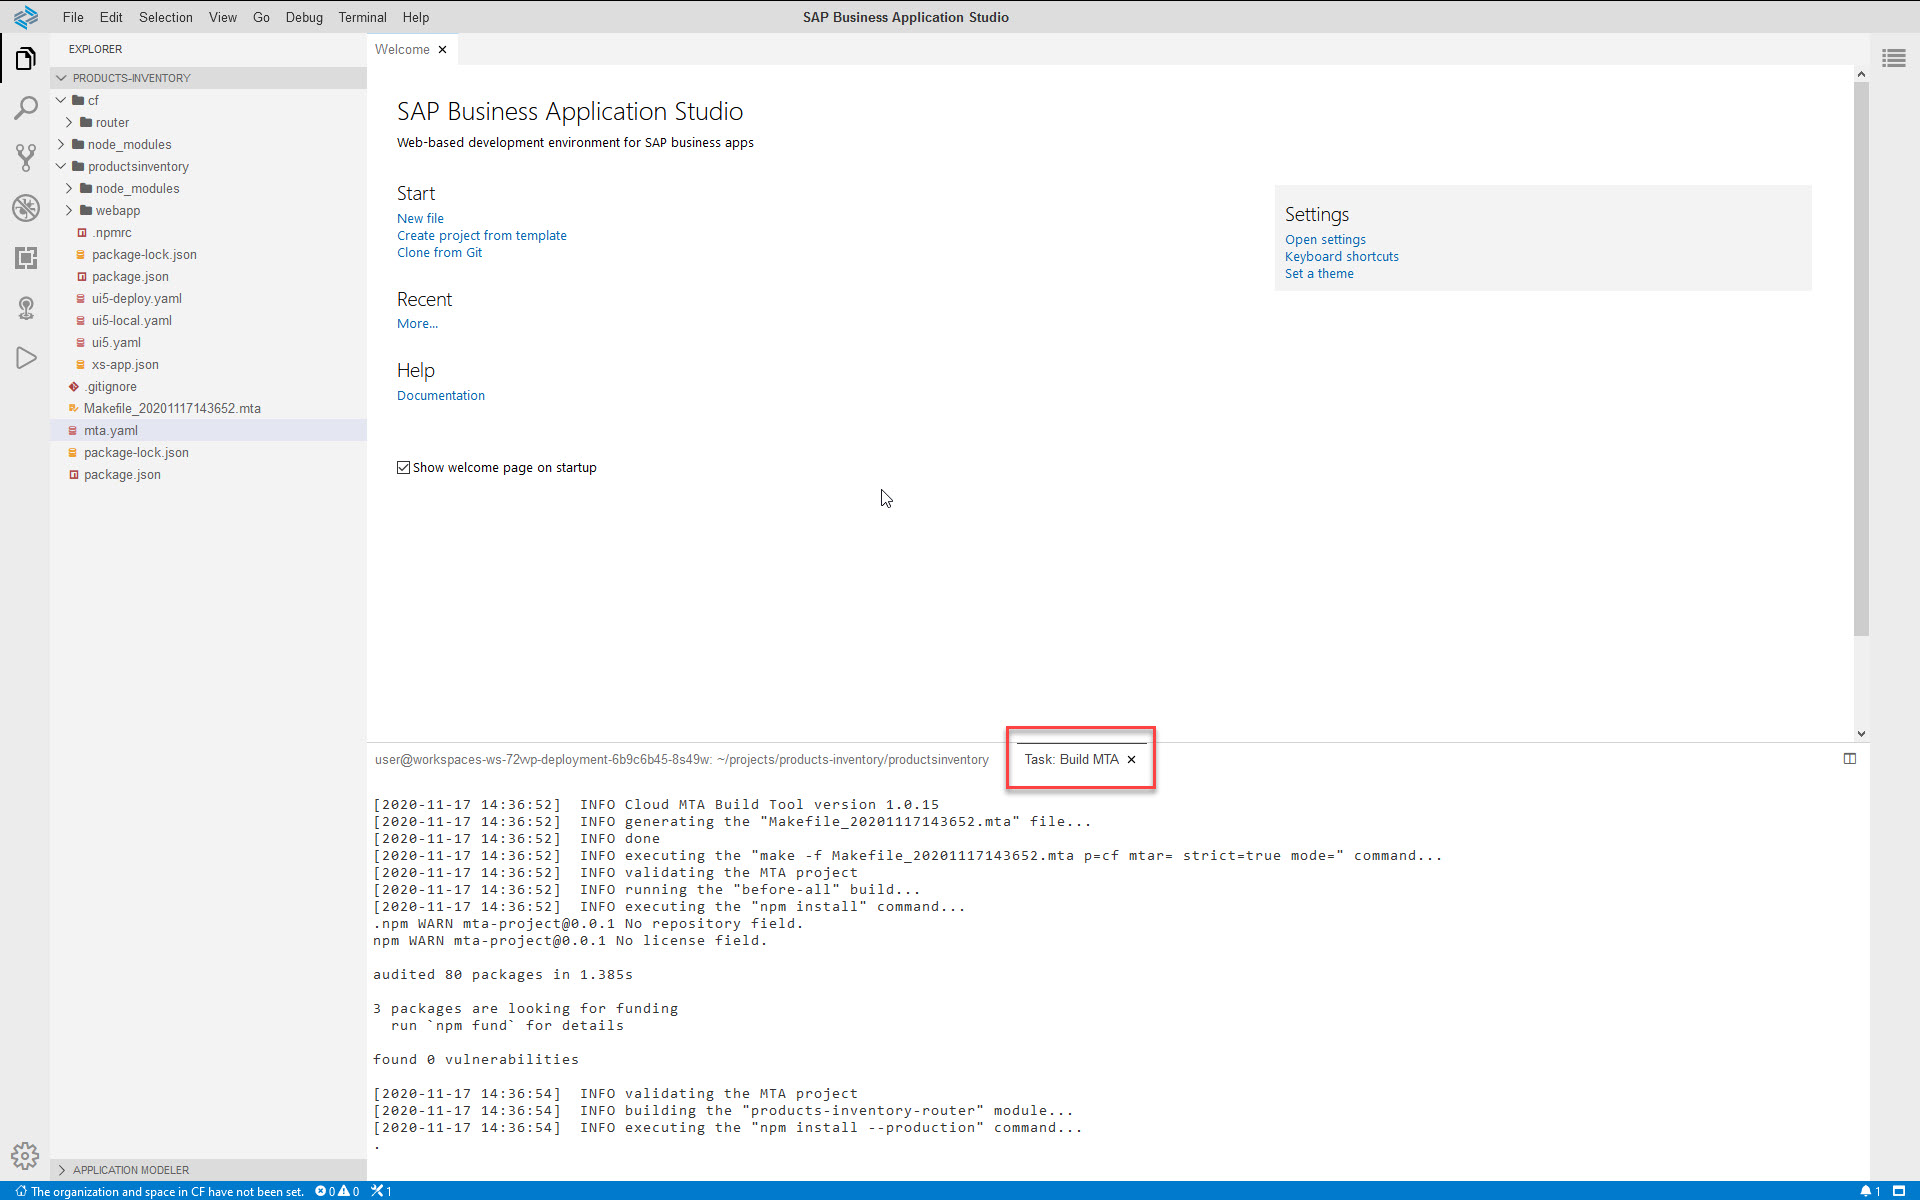 File Edit Selection View Go Debug Terminal Help
SAP Business Application Studio
EXPLORER
PRODUCTS-INVENTORY
cf
router
node_modules
productsinventory
node_modules
webapp
.npmrc
package-lock.json
package.json
ui5-deploy.yaml
ui5-local.yaml
ui5.yaml
xs-app.json
.gitignore
Makefile_20201117143652.mta
mta.yaml
package-lock.json
package.json
APPLICATION MODELER
Welcome
SAP Business Application Studio
Web-based development environment for SAP business apps
Start
New file
Create project from template
Clone from Git
Recent
More...
Help
Documentation
Show welcome page on startup
Settings
Open settings
Keyboard shortcuts
Set a theme
user@workspaces-ws-72vvp-deployment-6b9c6b45-8s49w: ~/projects/products-inventory/productsinventory
Task: Build MTA
[2020-11-17 14:36:52]  INFO Cloud MTA Build Tool version 1.0.15
[2020-11-17 14:36:52]  INFO generating the "Makefile_20201117143652.mta" file...
[2020-11-17 14:36:52]  INFO done
[2020-11-17 14:36:52]  INFO executing the "make -f Makefile_20201117143652.mta p=cf mtar= strict=true mode=" command...
[2020-11-17 14:36:52]  INFO validating the MTA project
[2020-11-17 14:36:52]  INFO running the "before-all" build...
[2020-11-17 14:36:52]  INFO executing the "npm install" command...
.npm WARN mta-project@0.0.1 No repository field.
npm WARN mta-project@0.0.1 No license field.
audited 80 packages in 1.385s
3 packages are looking for funding
run `npm fund` for details
found 0 vulnerabilities
[2020-11-17 14:36:54]  INFO validating the MTA project
[2020-11-17 14:36:54]  INFO building the "products-inventory-router" module...
[2020-11-17 14:36:54]  INFO executing the "npm install --production" command...
.
The organization and space in CF have not been set. 0 0 1
1